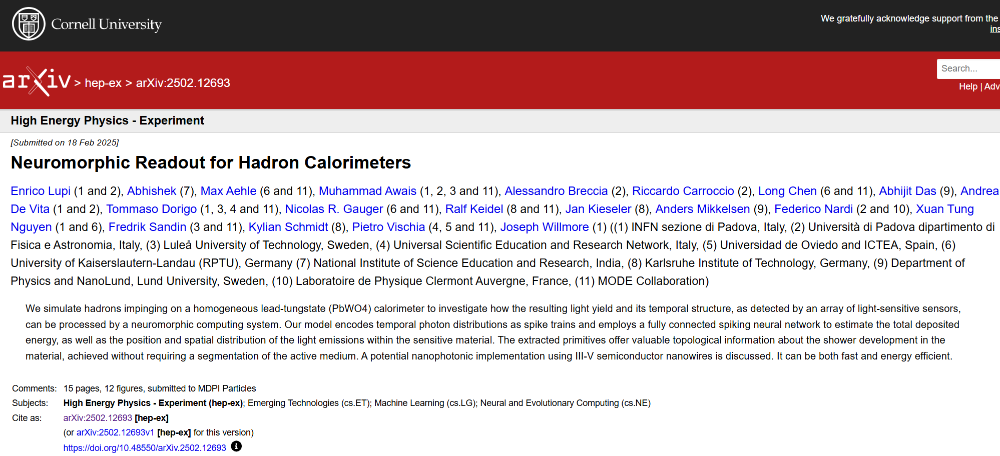 Cornell University
We gratefully acknowledge support from the
ins
arXiv > hep-ex > arXiv:2502.12693
Search...
Help | Adv
High Energy Physics - Experiment
[Submitted on 18 Feb 2025]
Neuromorphic Readout for Hadron Calorimeters
Enrico Lupi (1 and 2), Abhishek (7), Max Aehle (6 and 11), Muhammad Awais (1, 2, 3 and 11), Alessandro Breccia (2), Riccardo Carroccio (2), Long Chen (6 and 11), Abhijit Das (9), Andrea
De Vita (1 and 2), Tommaso Dorigo (1, 3, 4 and 11), Nicolas R. Gauger (6 and 11), Ralf Keidel (8 and 11), Jan Kieseler (8), Anders Mikkelsen (9), Federico Nardi (2 and 10), Xuan Tung
Nguyen (1 and 6), Fredrik Sandin (3 and 11), Kylian Schmidt (8), Pietro Vischia (4, 5 and 11), Joseph Willmore (1) ((1) INFN sezione di Padova, Italy, (2) Università di Padova dipartimento di
Fisica e Astronomia, Italy, (3) Luleå University of Technology, Sweden, (4) Universal Scientific Education and Research Network, Italy, (5) Universidad de Oviedo and ICTEA, Spain, (6)
University of Kaiserslautern-Landau (RPTU), Germany (7) National Institute of Science Education and Research, India, (8) Karlsruhe Institute of Technology, Germany, (9) Department of
Physics and NanoLund, Lund University, Sweden, (10) Laboratoire de Physique Clermont Auvergne, France, (11) MODE Collaboration)
We simulate hadrons impinging on a homogeneous lead-tungstate (PbWO4) calorimeter to investigate how the resulting light yield and its temporal structure, as detected by an array of light-sensitive sensors,
can be processed by a neuromorphic computing system. Our model encodes temporal photon distributions as spike trains and employs a fully connected spiking neural network to estimate the total deposited
energy, as well as the position and spatial distribution of the light emissions within the sensitive material. The extracted primitives offer valuable topological information about the shower development in the
material, achieved without requiring a segmentation of the active medium. A potential nanophotonic implementation using III-V semiconductor nanowires is discussed. It can be both fast and energy efficient.
Comments: 15 pages, 12 figures, submitted to MDPI Particles
Subjects: High Energy Physics - Experiment (hep-ex); Emerging Technologies (cs.ET); Machine Learning (cs.LG); Neural and Evolutionary Computing (cs.NE)
Cite as: arXiv:2502.12693 [hep-ex]
(or arXiv:2502.12693v1 [hep-ex] for this version)
https://doi.org/10.48550/arXiv.2502.12693